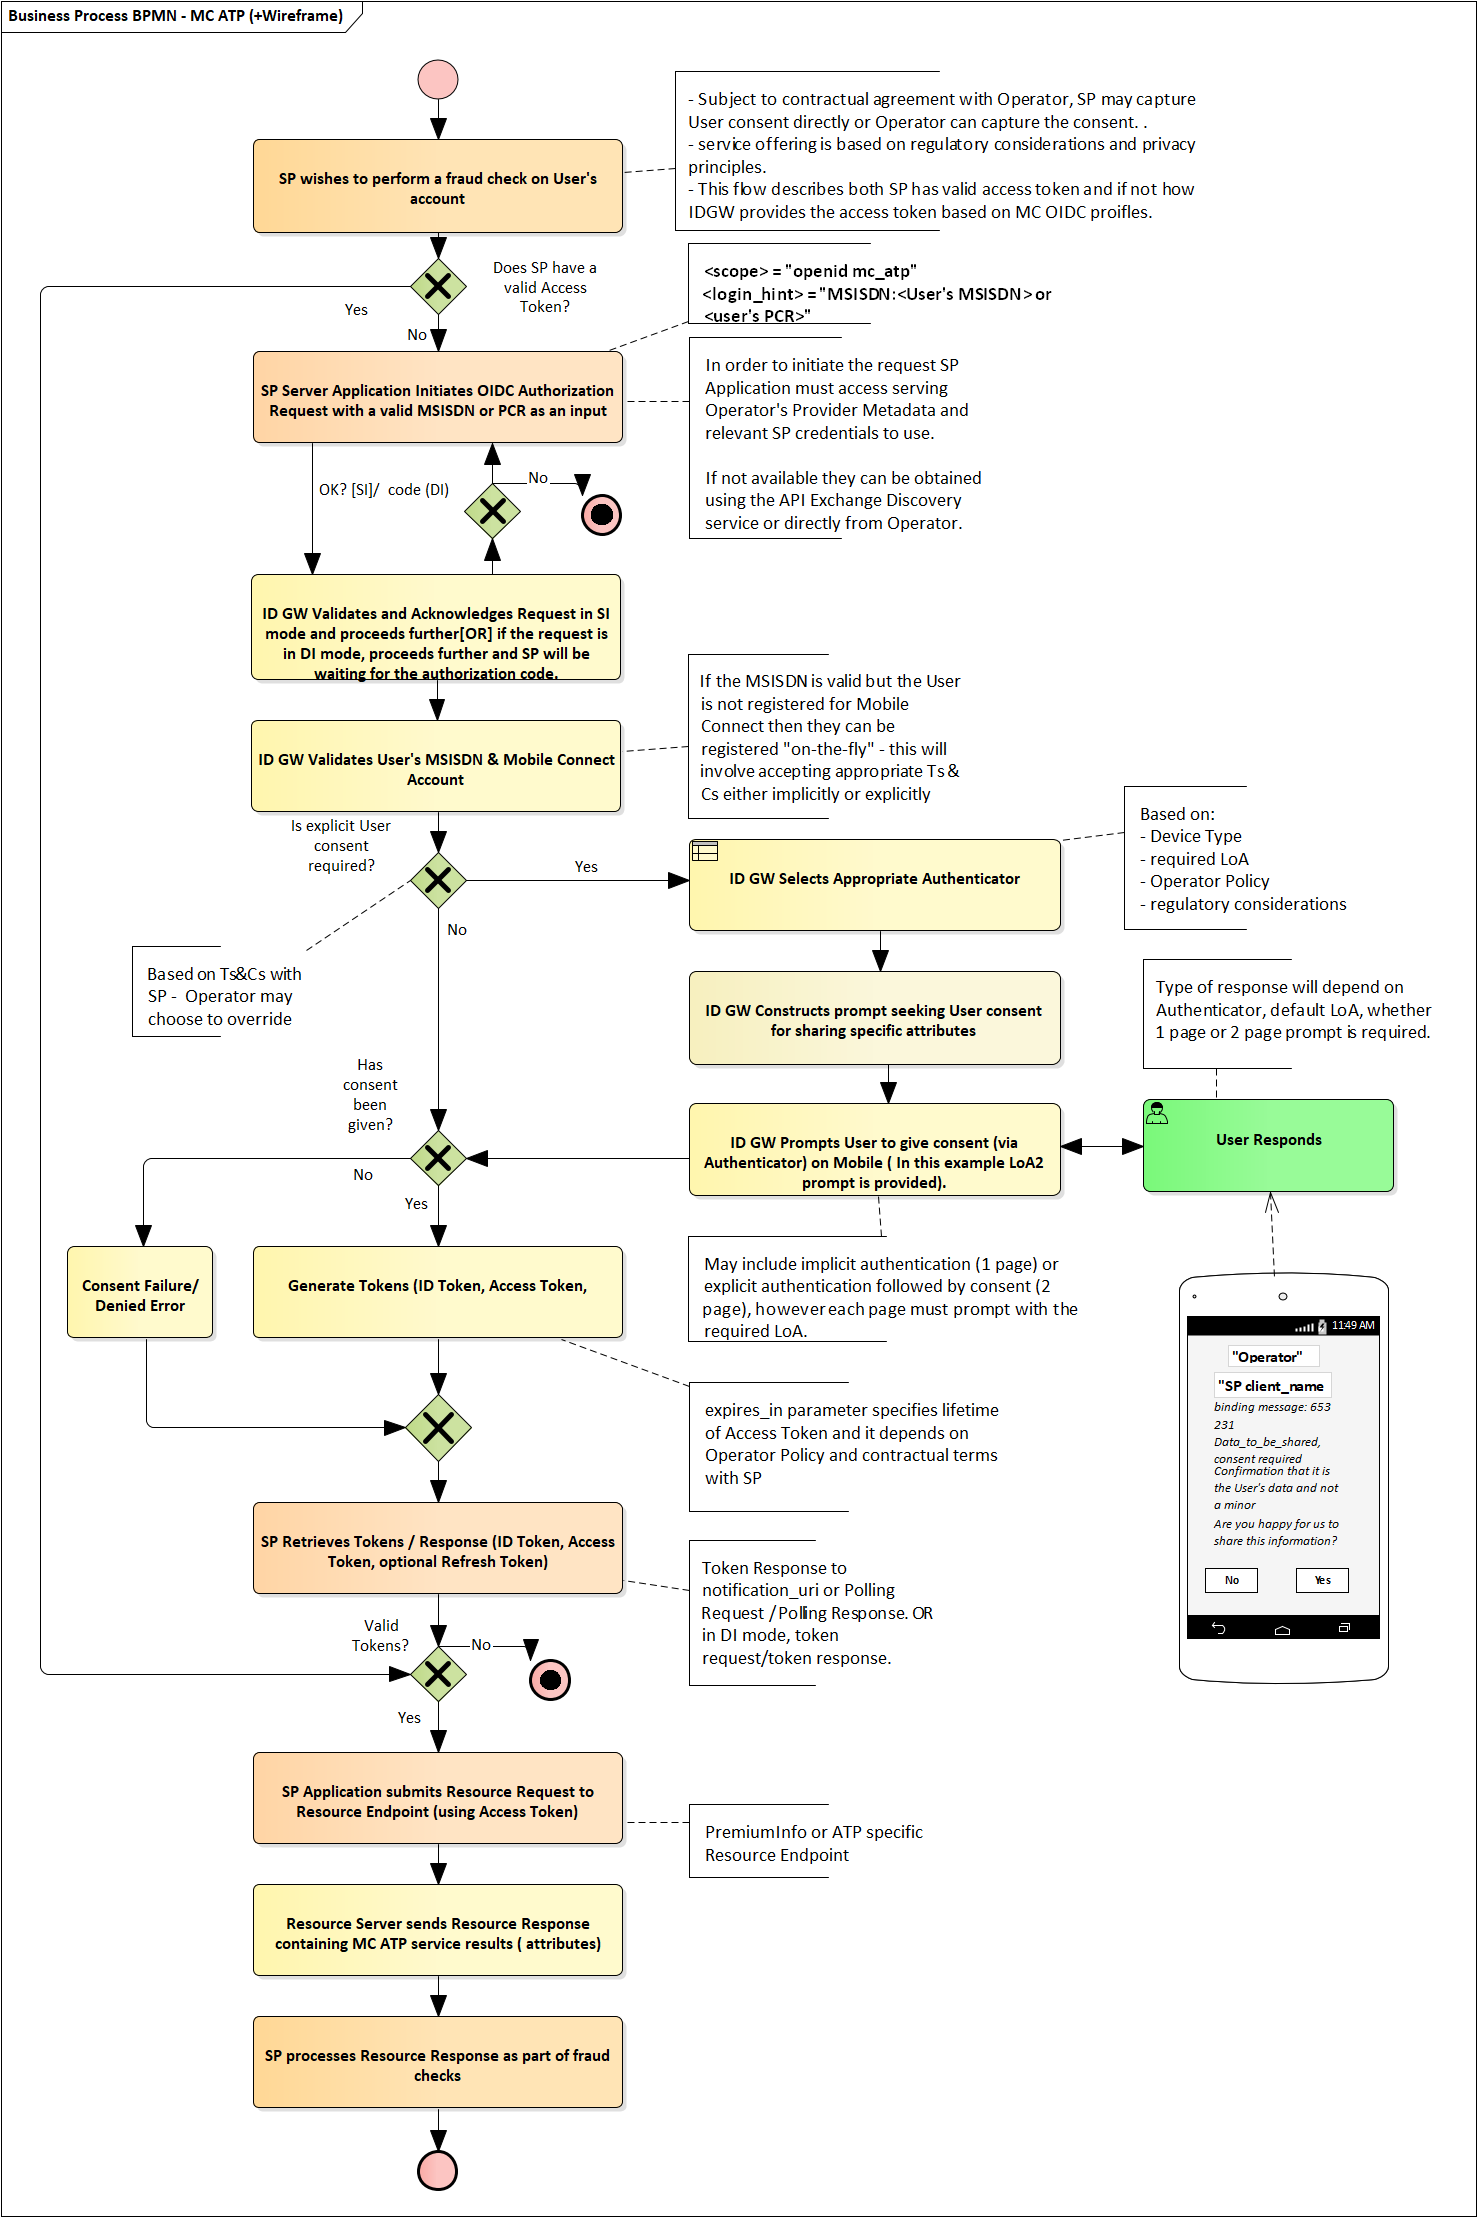 Business Process BPMN - MC ATP (+Wireframe)
- Subject to contractual agreement with Operator, SP may capture
User consent directly or Operator can capture the consent. .
- service offering is based on regulatory considerations and privacy
principles.
- This flow describes both SP has valid access token and if not how
IDGW provides the access token based on MC OIDC proifles.
SP wishes to perform a fraud check on User's
account
Does SP have a
valid Access
Token?
Yes
No
<scope> = "openid mc_atp"
<login_hint> = "MSISDN:<User's MSISDN> or
<user's PCR>"
SP Server Application Initiates OIDC Authorization
Request with a valid MSISDN or PCR as an input
In order to initiate the request SP
Application must access serving
Operator's Provider Metadata and
relevant SP credentials to use.
If not available they can be obtained
using the API Exchange Discovery
service or directly from Operator.
OK? [SI]/  code (DI)
No
ID GW Validates and Acknowledges Request in SI
mode and proceeds further[OR] if the request is
in DI mode, proceeds further and SP will be
waiting for the authorization code.
If the MSISDN is valid but the User
is not registered for Mobile
Connect then they can be
registered "on-the-fly" - this will
involve accepting appropriate Ts &
Cs either implicitly or explicitly
ID GW Validates User's MSISDN & Mobile Connect
Account
Is explicit User
consent
required?
Yes
No
ID GW Selects Appropriate Authenticator
Based on:
- Device Type
- required LoA
- Operator Policy
- regulatory considerations
Based on Ts&Cs with
SP -  Operator may
choose to override
ID GW Constructs prompt seeking User consent
for sharing specific attributes
Type of response will depend on
Authenticator, default LoA, whether
1 page or 2 page prompt is required.
Has
consent
been
given?
No
Yes
ID GW Prompts User to give consent (via
Authenticator) on Mobile ( In this example LoA2
prompt is provided).
User Responds
Consent Failure/
Denied Error
Generate Tokens (ID Token, Access Token,
May include implicit authentication (1 page) or
explicit authentication followed by consent (2
page), however each page must prompt with the
required LoA.
expires_in parameter specifies lifetime
of Access Token and it depends on
Operator Policy and contractual terms
with SP
11:49 AM
"Operator"
"SP client_name
binding message: 653
231
Data_to_be_shared,
consent required
Confirmation that it is
the User's data and not
a minor
Are you happy for us to
share this information?
No
Yes
SP Retrieves Tokens / Response (ID Token, Access
Token, optional Refresh Token)
Token Response to
notification_uri or Polling
Request /Polling Response. OR
in DI mode, token
request/token response.
Valid
Tokens?
No
Yes
SP Application submits Resource Request to
Resource Endpoint (using Access Token)
PremiumInfo or ATP specific
Resource Endpoint
Resource Server sends Resource Response
containing MC ATP service results ( attributes)
SP processes Resource Response as part of fraud
checks